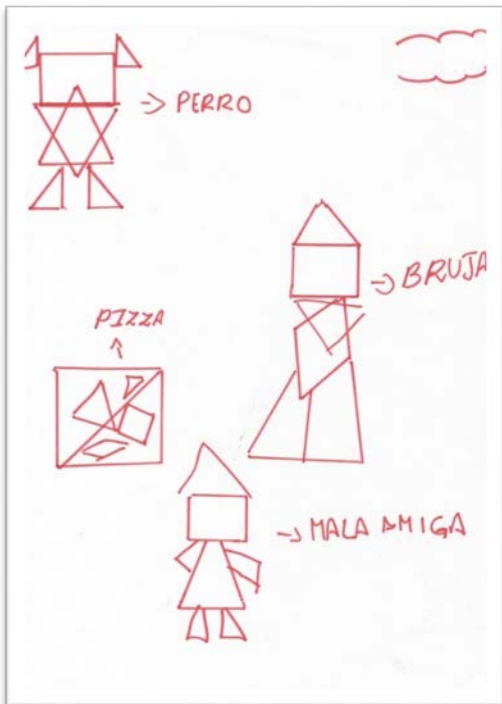 → PERRO
→ BRUJA
PIZZA
→ MALA AMIGA